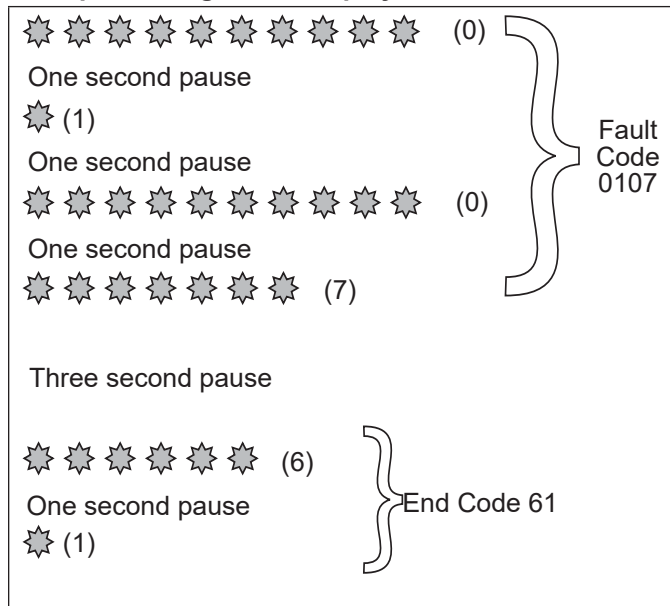 (0)
One second pause
(1)
One second pause
(0)
One second pause
(7)
Fault
Code
0107
Three second pause
(6)
One second pause
(1)
End Code 61